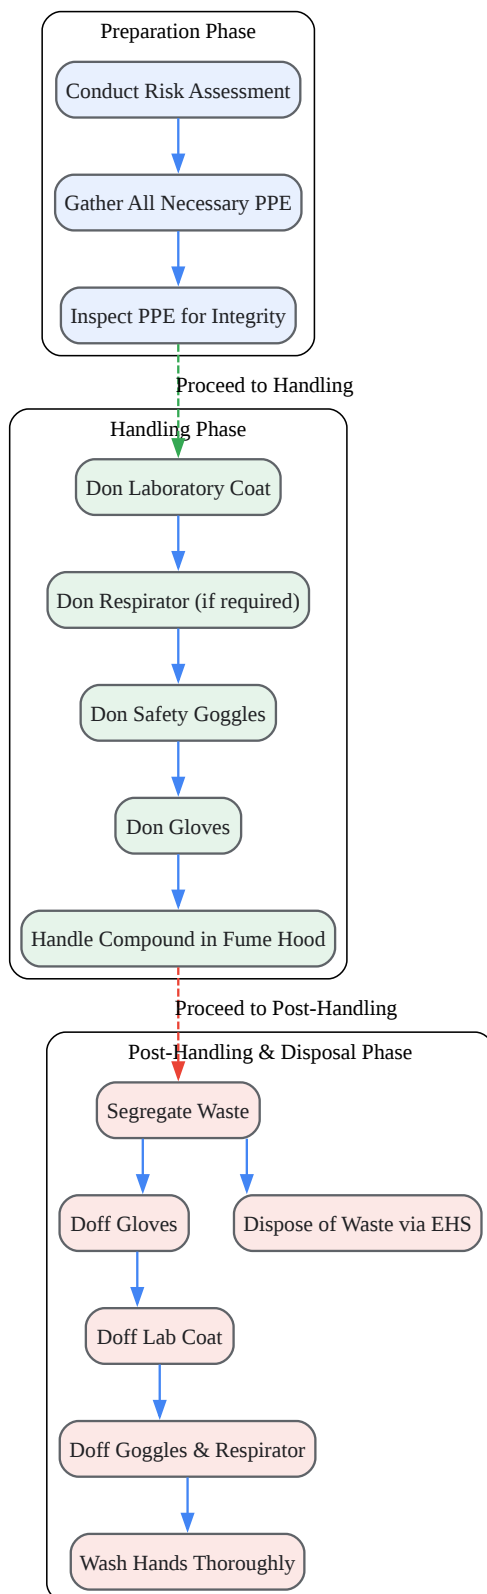 Preparation Phase
Conduct Risk Assessment
Gather All Necessary PPE
Inspect PPE for Integrity
Proceed to Handling
Handling Phase
Don Laboratory Coat
Don Respirator (if required)
Don Safety Goggles
Don Gloves
Handle Compound in Fume Hood
Proceed to Post-Handling
Post-Handling & Disposal Phase
Segregate Waste
Doff Gloves
Dispose of Waste via EHS
Doff Lab Coat
Doff Goggles & Respirator
Wash Hands Thoroughly